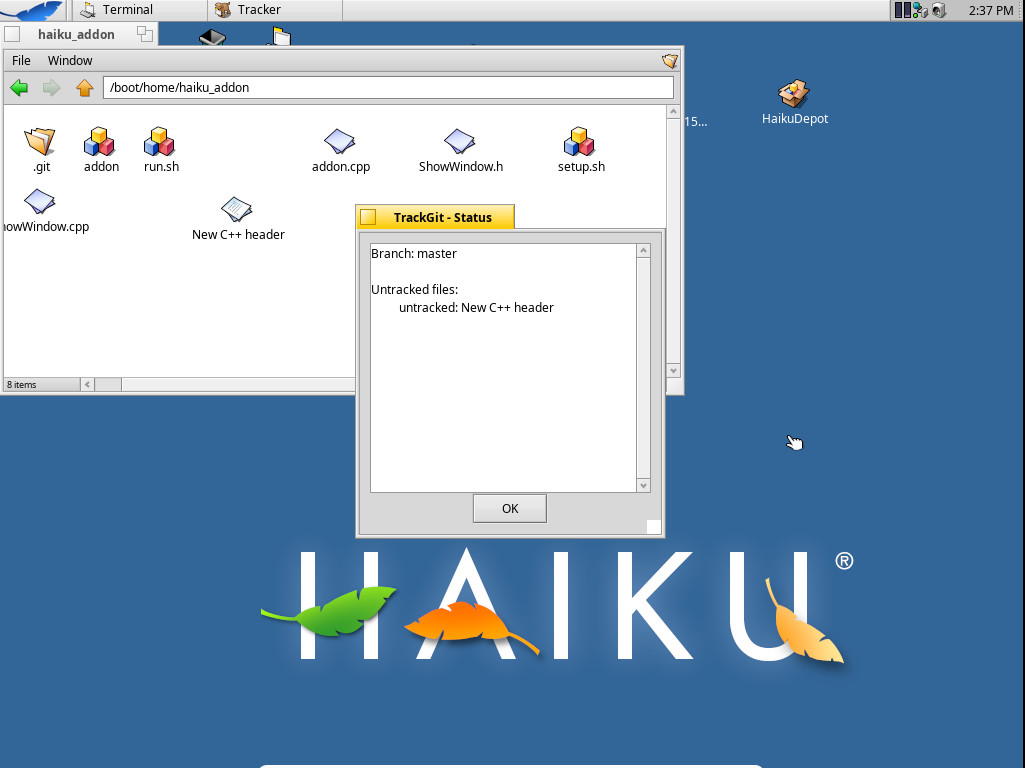 Terminal
Tracker
2:37 PM
haiku_addon
File Window
/boot/home/haiku_addon
15...
HaikuDepot
.git
addon
run.sh
addon.cpp
ShowWindow.h
setup.sh
howWindow.cpp
New C++ header
TrackGit - Status
Branch: master
Untracked files:
untracked: New C++ header
8 items
OK
HAIKU®